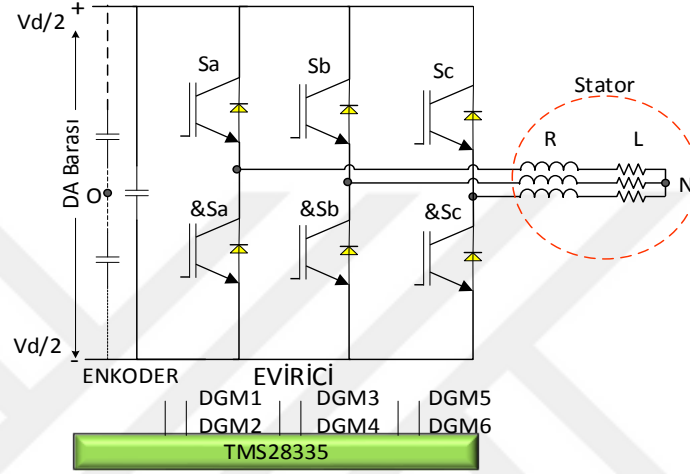 +
Vd/2
Sa
Sb
Sc
Stator
R
L
DA Barası
O
N
&Sa
&Sb
&Sc
Vd/2
-
ENKODER
EVİRİCİ
DGM1
DGM3
DGM5
DGM2
DGM4
DGM6
TMS28335